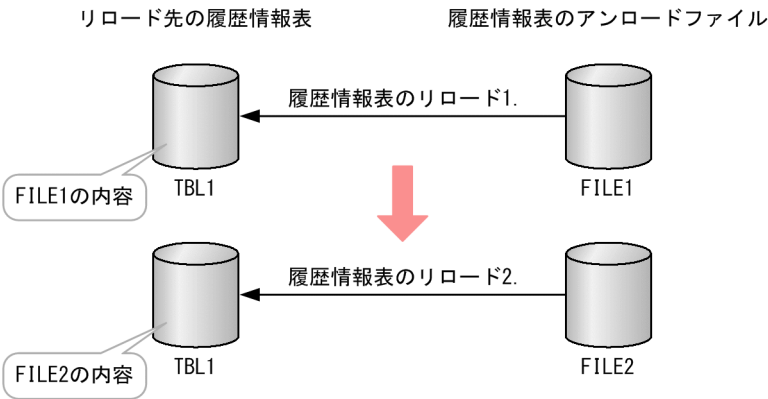 リロード先の履歴情報表
履歴情報表のアンロードファイル
履歴情報表のリロード1.
FILE1の内容
TBL1
FILE1
履歴情報表のリロード2.
FILE2の内容
TBL1
FILE2